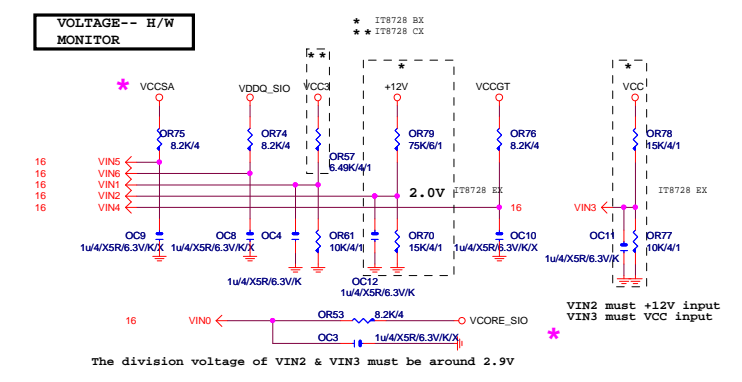 VOLTAGE-- H/W
MONITOR
* IT8728 BX
** IT8728 CX
**
*
*
* VCCSA
VDDQ_SIO
VCC3
+12V
VCCGT
VCC
OR75
8.2K/4
OR74
8.2K/4
OR57
6.49K/4/1
OR79
75K/6/1
OR76
8.2K/4
OR78
15K/4/1
16 VIN5
16 VIN6
16 VIN1
16 VIN2
16 VIN4
2.0V
IT8728 EX
16
VIN3
IT8728 EX
OC9
1u/4/X5R/6.3V/K/X
OC8
1u/4/X5R/6.3V/K/X
OC4
1u/4/X5R/6.3V/K
OR61
10K/4/1
OC12
1u/4/X5R/6.3V/K
OR70
15K/4/1
OC10
1u/4/X5R/6.3V/K/X
OC11
1u/4/X5R/6.3V/K
OR77
10K/4/1
VIN2 must +12V input
VIN3 must VCC input
*
16 VIN0
OR53
8.2K/4
VCORE_SIO
OC3
1u/4/X5R/6.3V/K/X
The division voltage of VIN2 & VIN3 must be around 2.9V